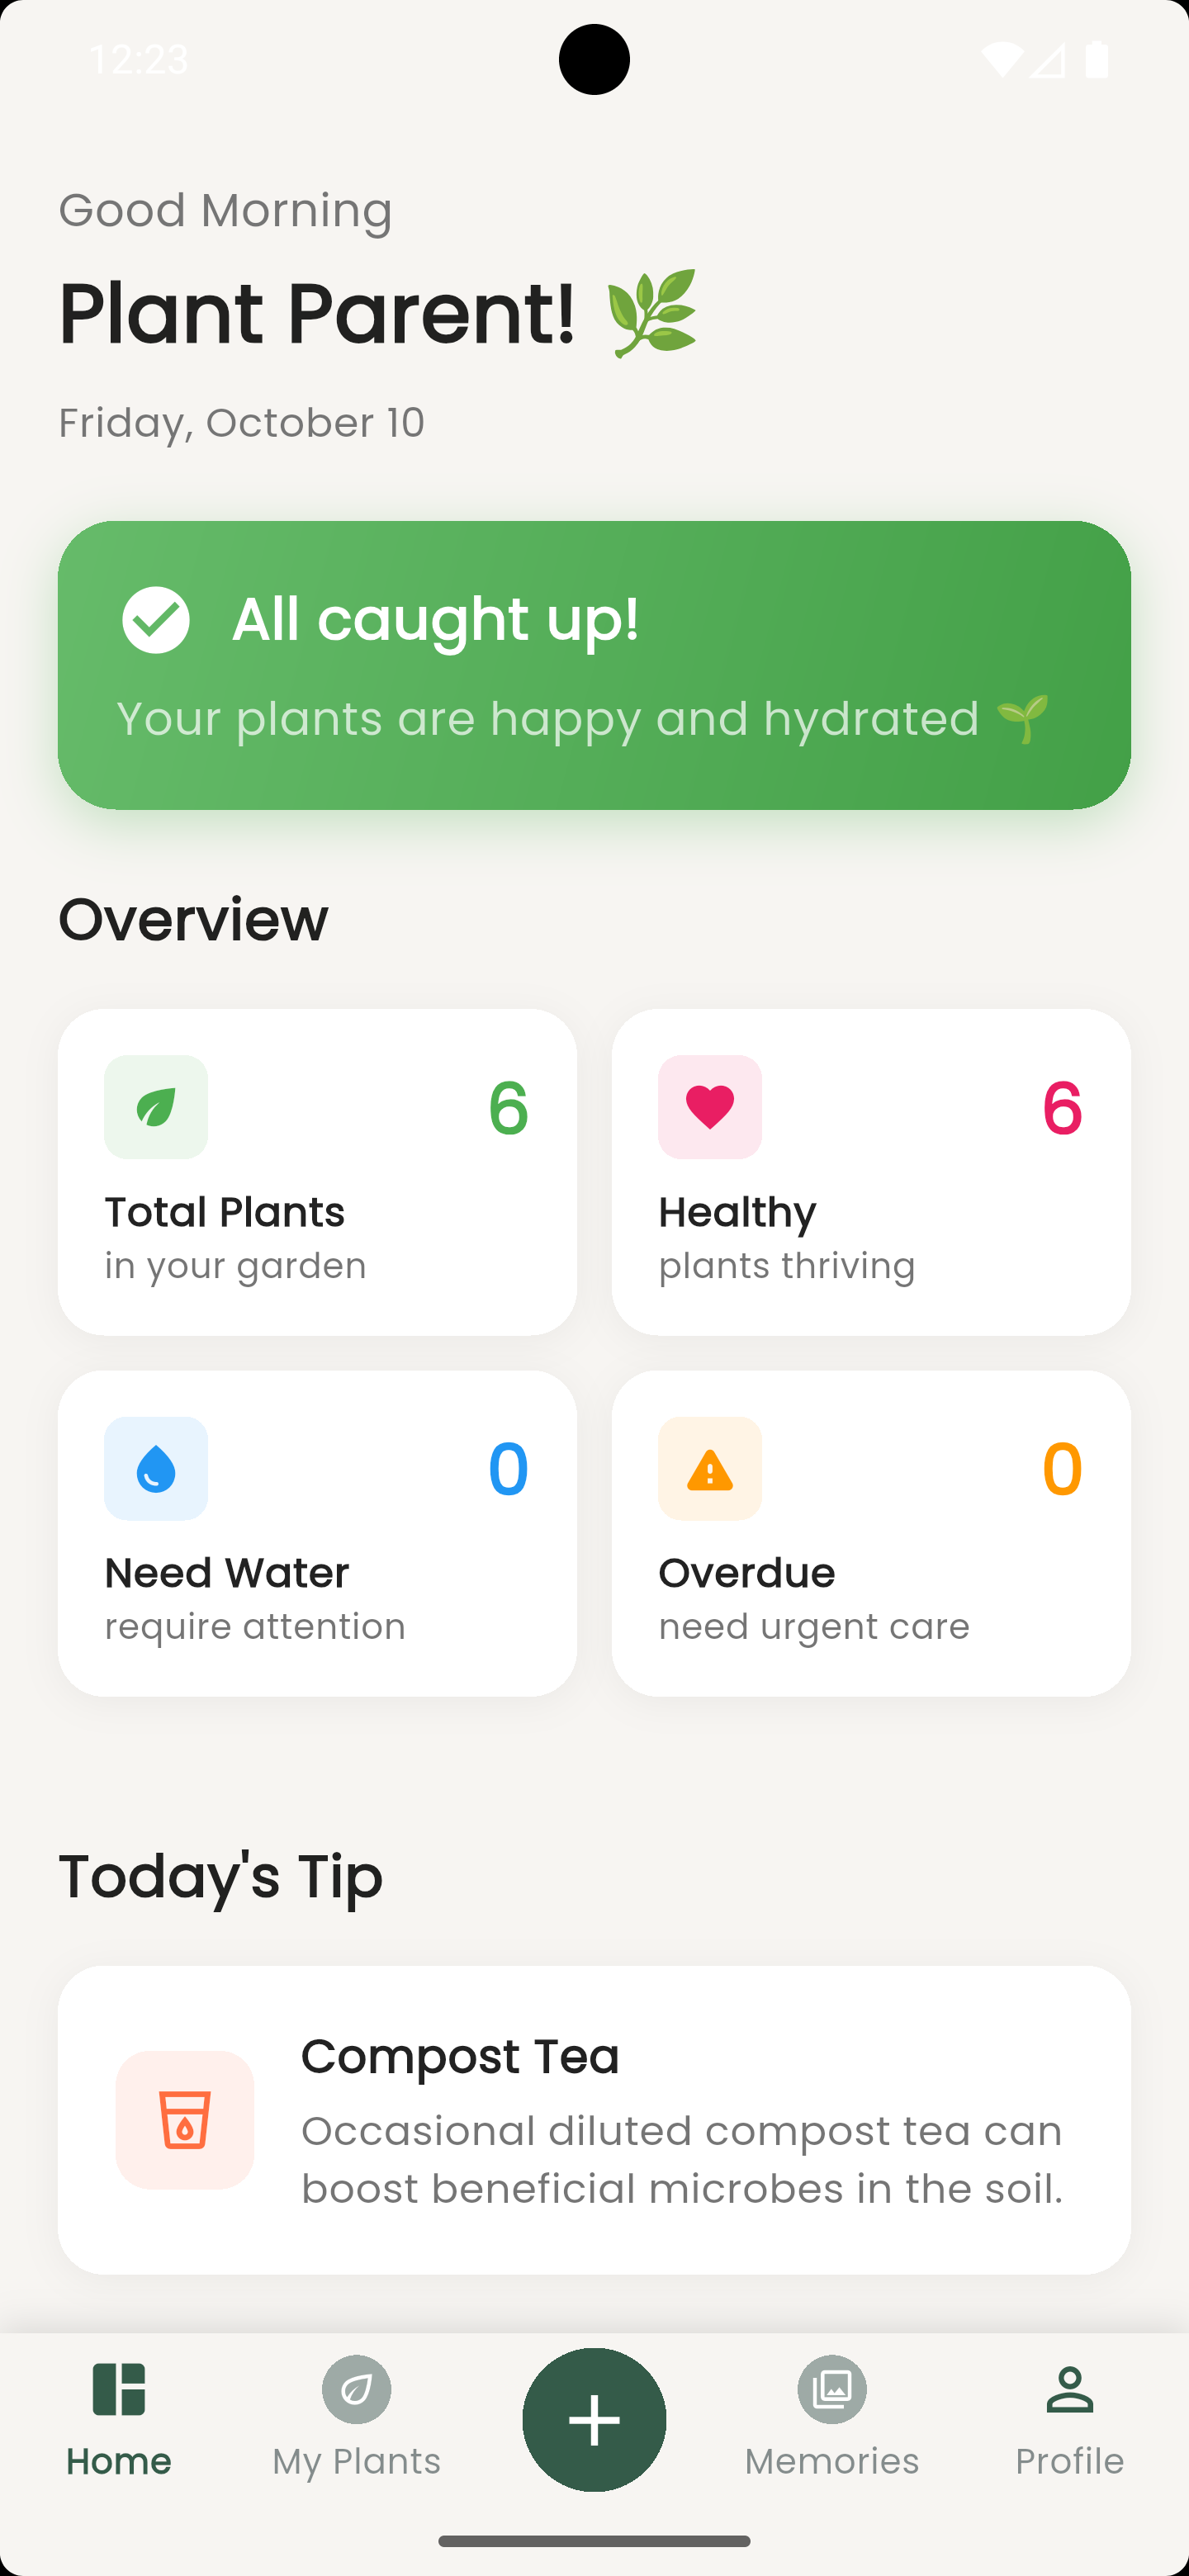 12:23
Good Morning
Plant Parent! 🌿
Friday, October 10
All caught up!
Your plants are happy and hydrated 🌱
Overview
6
Total Plants
in your garden
6
Healthy
plants thriving
0
Need Water
require attention
0
Overdue
need urgent care
Today's Tip
Compost Tea
Occasional diluted compost tea can
boost beneficial microbes in the soil.
Home
My Plants
Memories
Profile